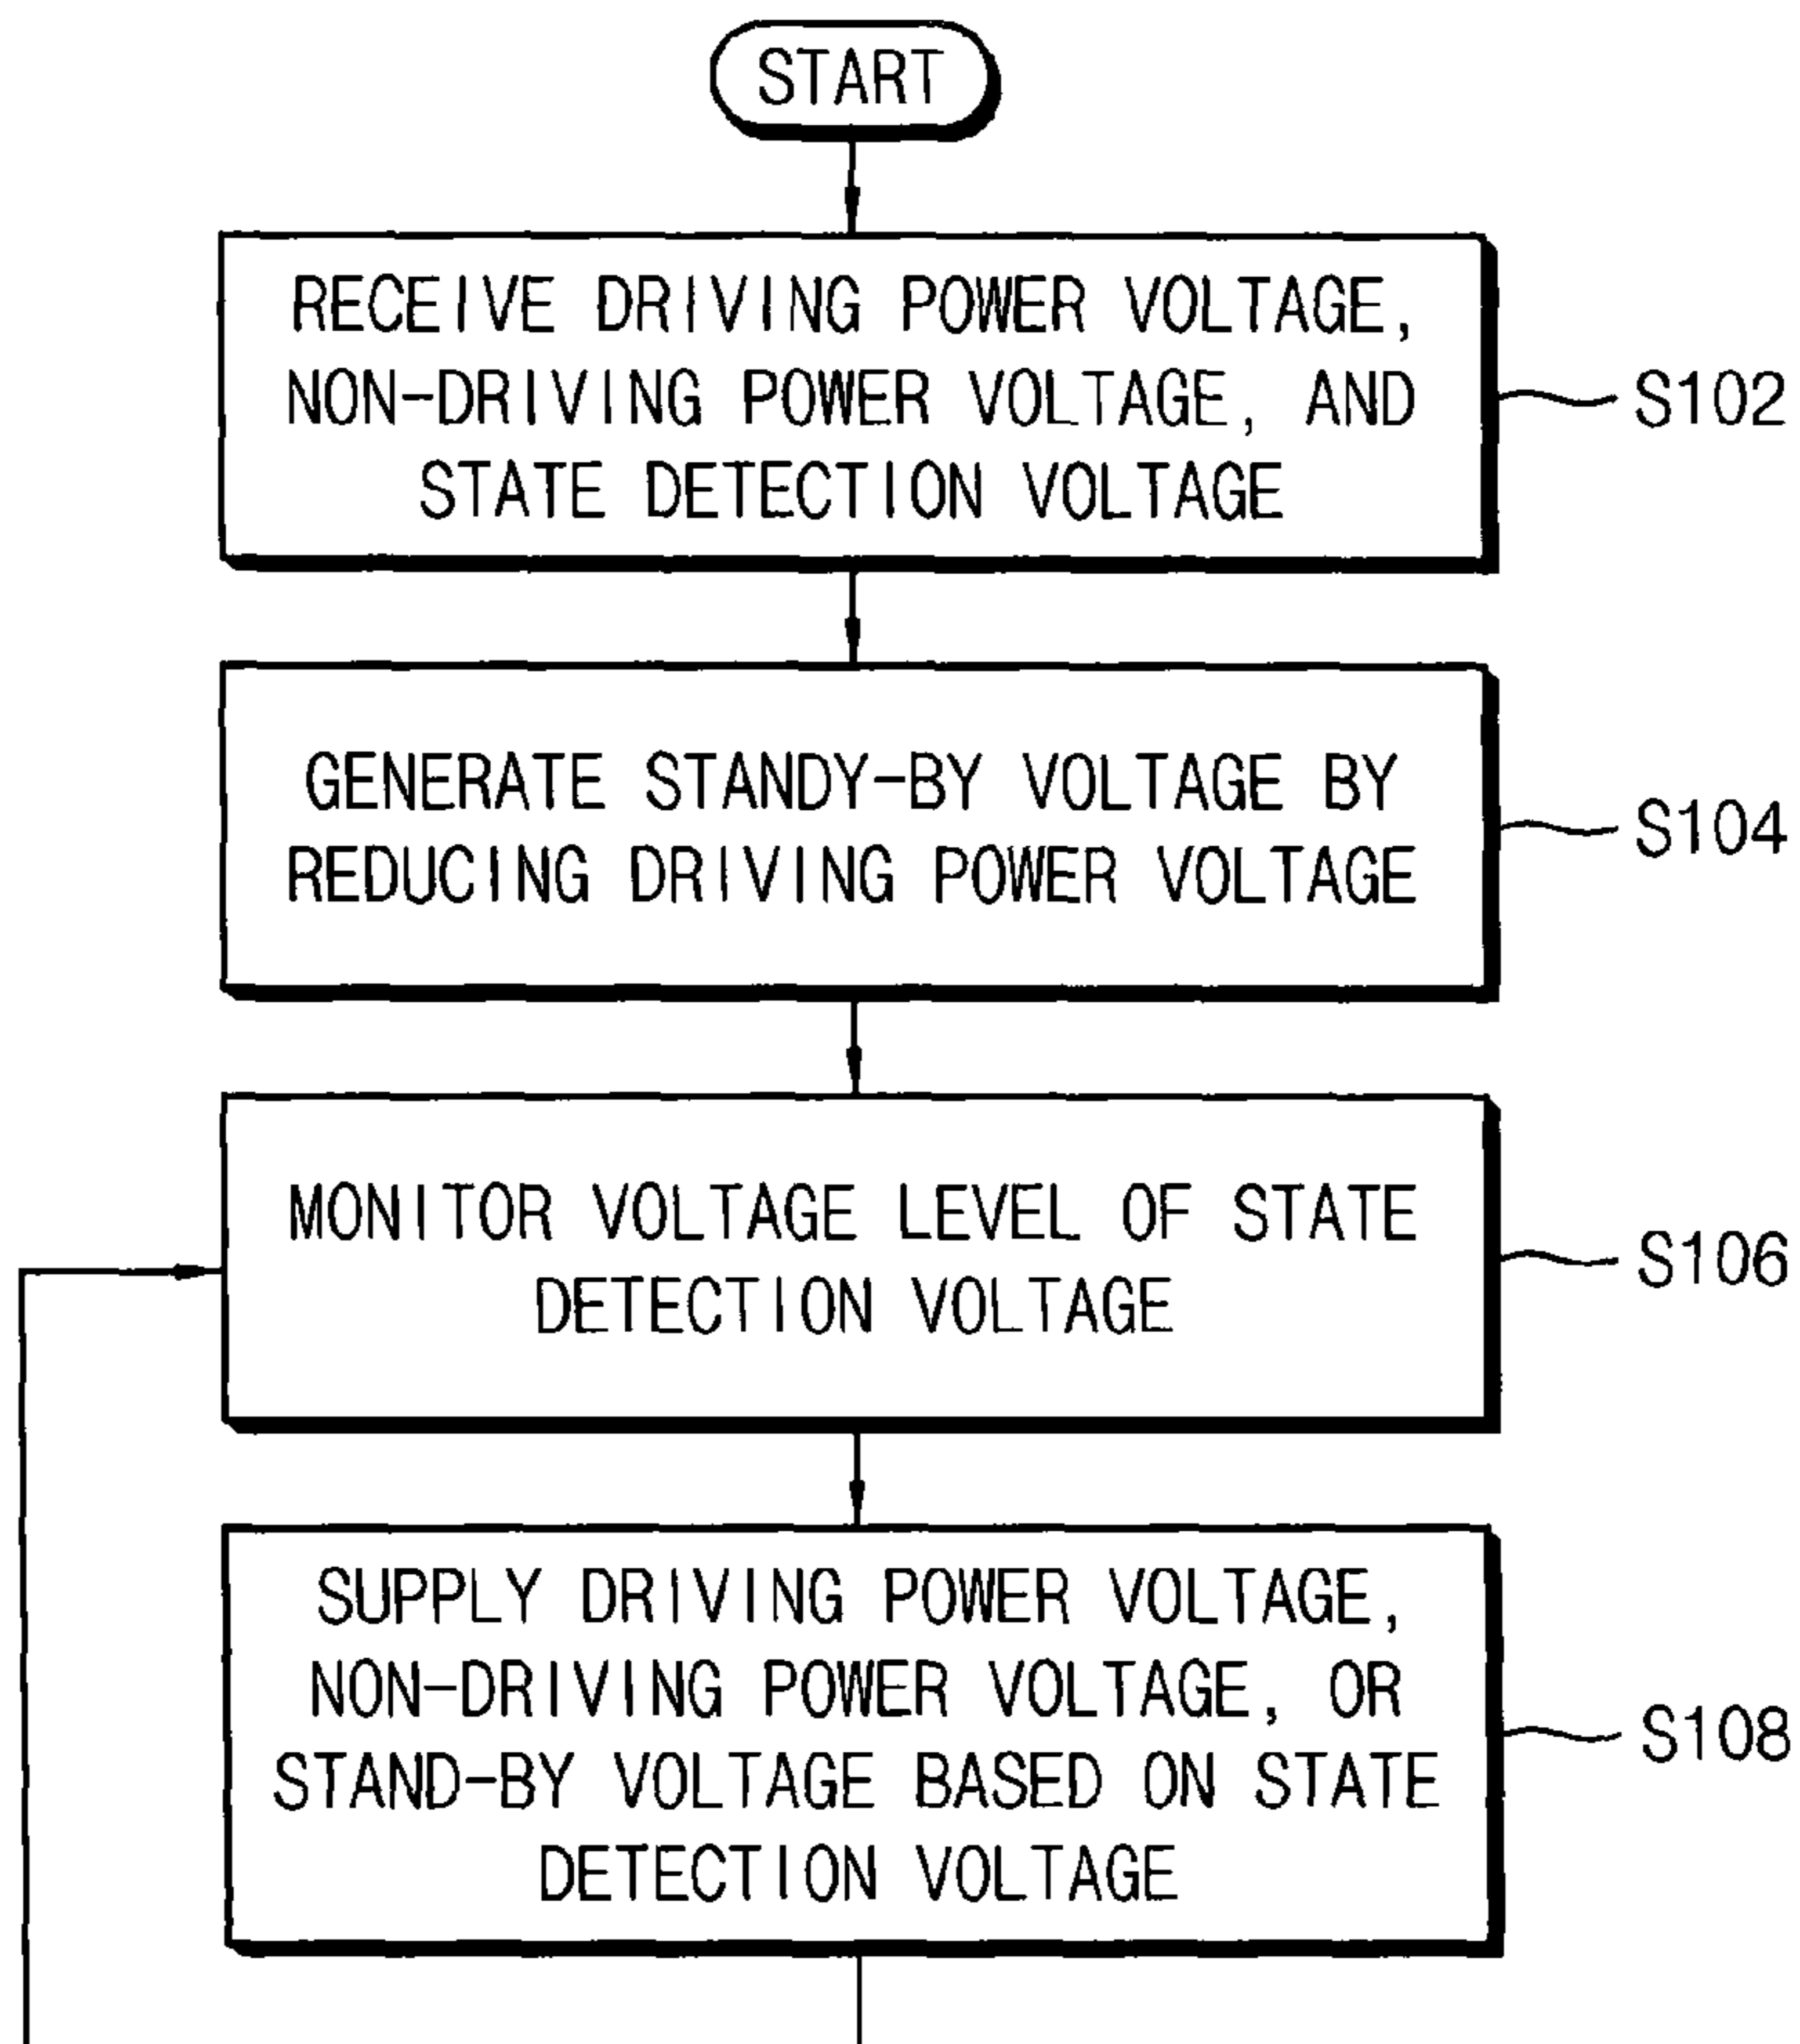 START
RECEIVE DRIVING POWER VOLTAGE,
NON-DRIVING POWER VOLTAGE, AND
STATE DETECTION VOLTAGE
S102
GENERATE STANDY-BY VOLTAGE BY
REDUCING DRIVING POWER VOLTAGE
S104
MONITOR VOLTAGE LEVEL OF STATE
DETECTION VOLTAGE
S106
SUPPLY DRIVING POWER VOLTAGE,
NON-DRIVING POWER VOLTAGE, OR
STAND-BY VOLTAGE BASED ON STATE
DETECTION VOLTAGE
S108